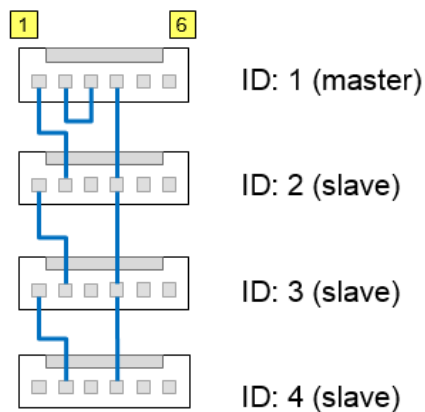 1 6
ID: 1 (master)
ID: 2 (slave)
ID: 3 (slave)
ID: 4 (slave)